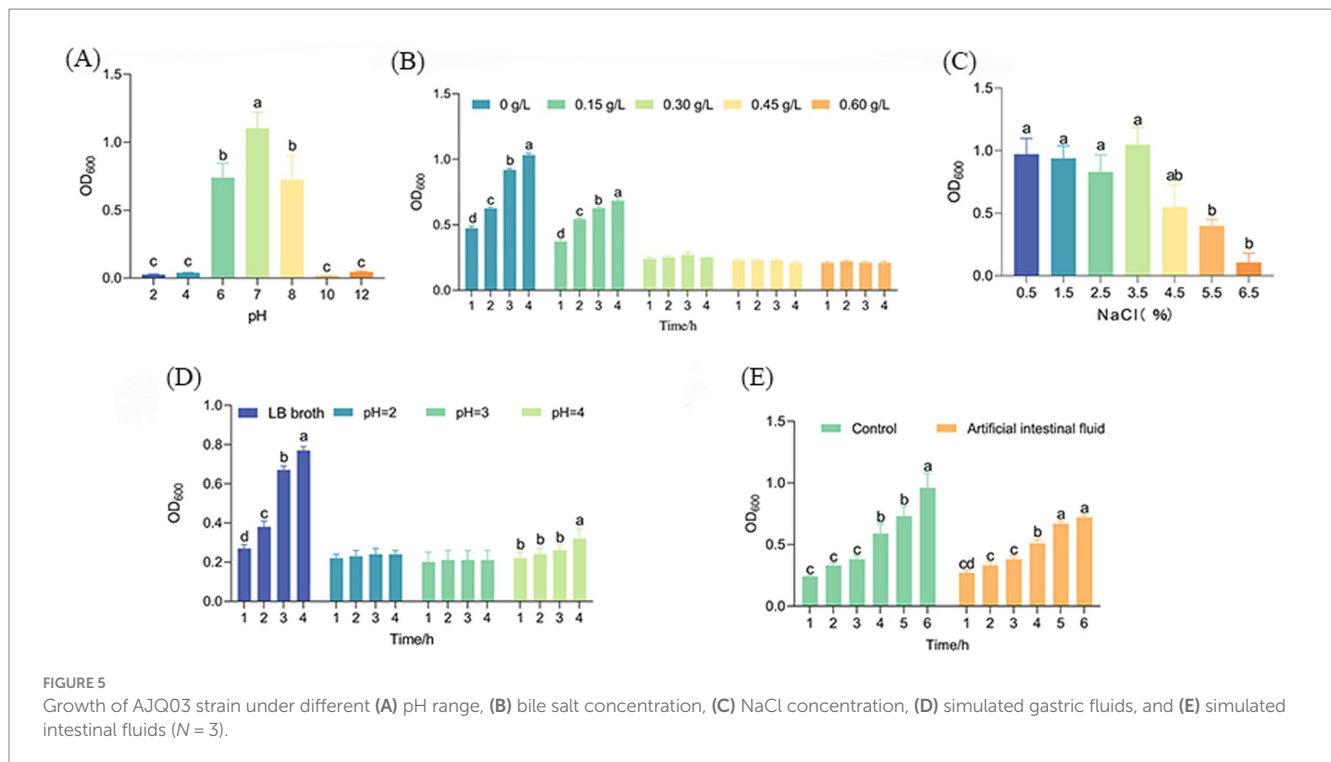 (A)
1.5
1.0
0.5
0.0
OD600
c c b a b c c
2 4 6 7 8 10 12
pH
(B)
0 g/L 0.15 g/L 0.30 g/L 0.45 g/L 0.60 g/L
1.5
1.0
0.5
0.0
OD600
d c b a d c b a
1 2 3 4 1 2 3 4 1 2 3 4 1 2 3 4 1 2 3 4
Time/h
(C)
1.5
1.0
0.5
0.0
OD600
a a a a ab b b
0.5 1.5 2.5 3.5 4.5 5.5 6.5
NaCl( %)
(D)
LB broth pH=2 pH=3 pH=4
1.0
0.8
0.6
0.4
0.2
0.0
OD600
d c b a b b b a
1 2 3 4 1 2 3 4 1 2 3 4 1 2 3 4
Time/h
(E)
Control Artificial intestinal fluid
1.5
1.0
0.5
0.0
OD600
c c c b b a cd c c b a a
1 2 3 4 5 6 1 2 3 4 5 6
Time/h
FIGURE 5
Growth of AJQ03 strain under different (A) pH range, (B) bile salt concentration, (C) NaCl concentration, (D) simulated gastric fluids, and (E) simulated
intestinal fluids (N = 3).